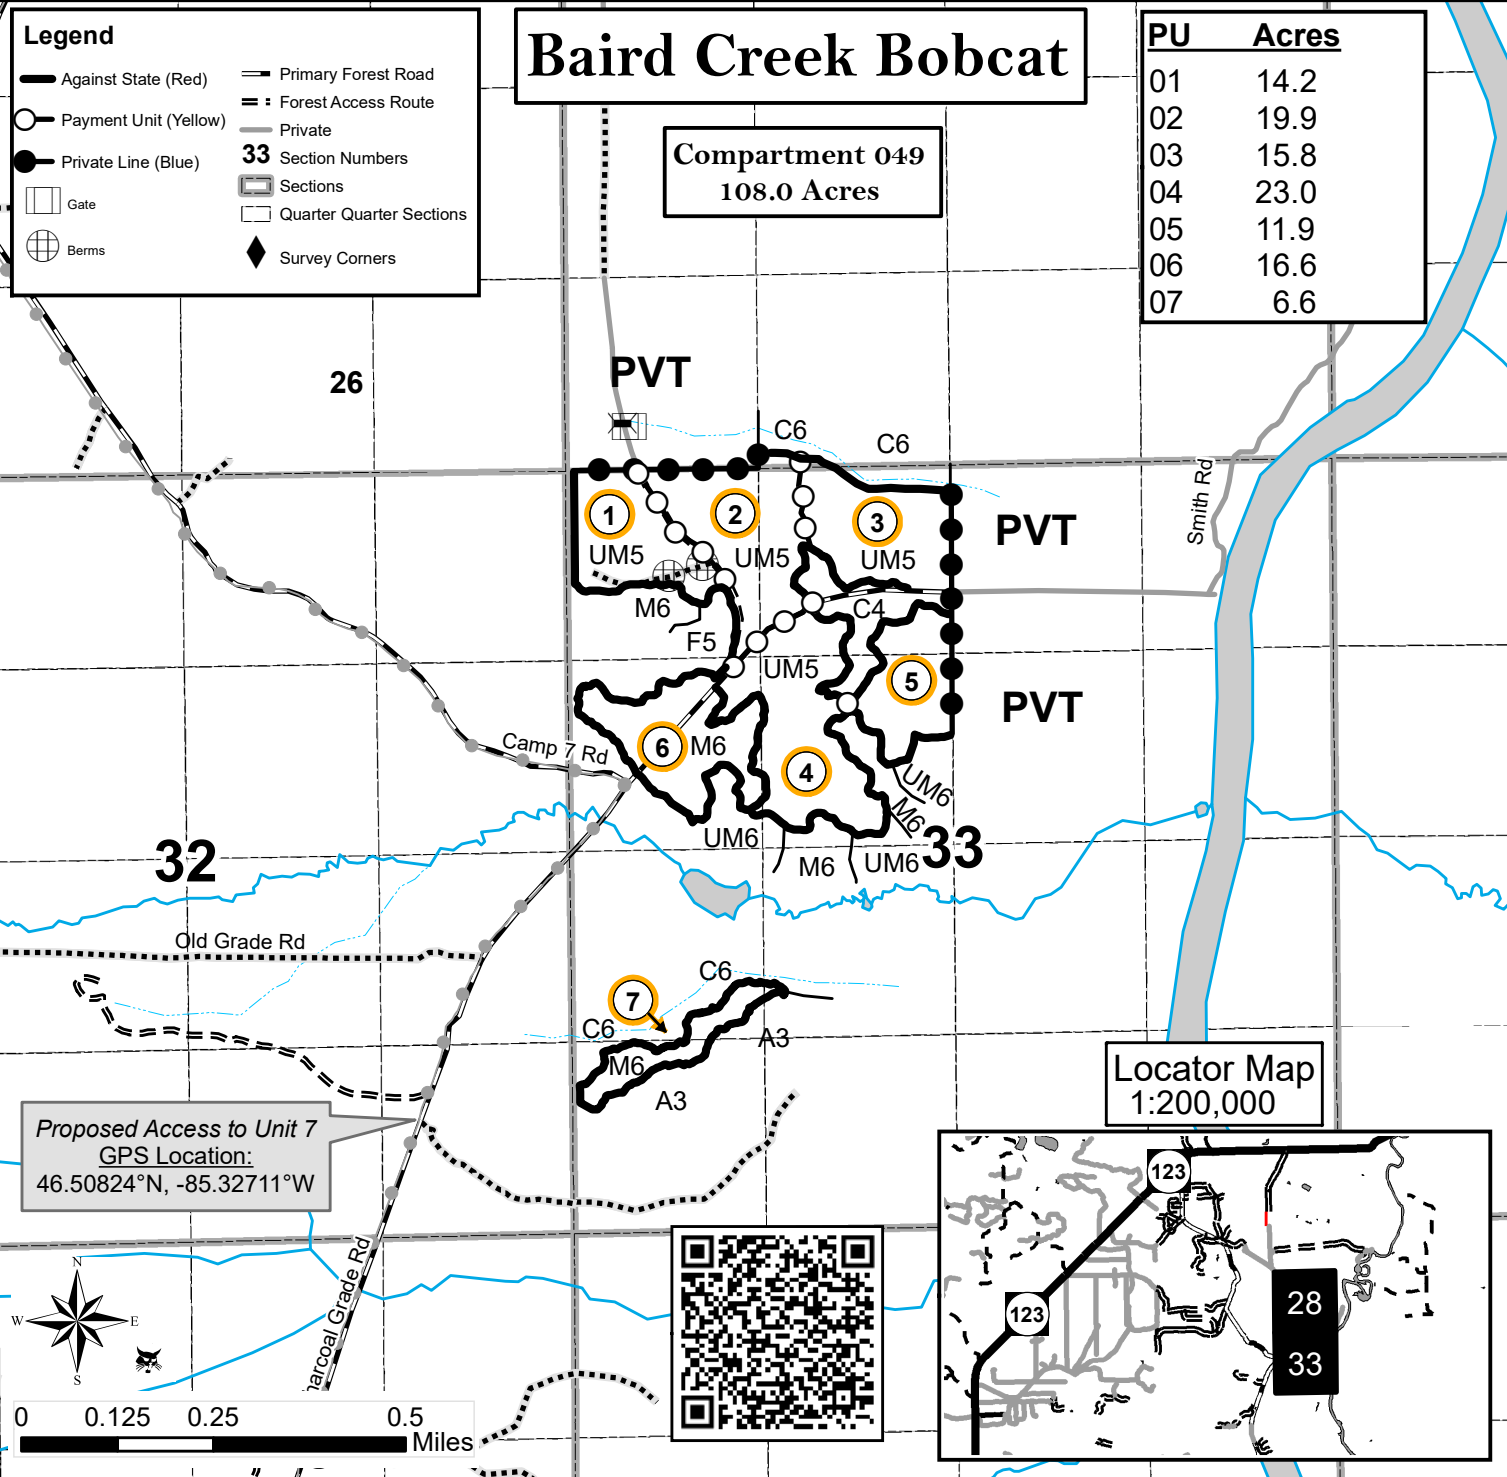 Legend
Against State (Red)
Payment Unit (Yellow)
Private Line (Blue)
Gate
Berms
Primary Forest Road
Forest Access Route
Private
33 Section Numbers
Sections
Quarter Quarter Sections
Survey Corners
Baird Creek Bobcat
Compartment 049
108.0 Acres
PU Acres
01 14.2
02 19.9
03 15.8
04 23.0
05 11.9
06 16.6
07 6.6
26
PVT
C6
C6
Smith Rd
1
2
3
PVT
UM5
UM5
UM5
M6
C4
F5
UM5
5
PVT
6
M6
4
Camp 7 Rd
UM6
M6
UM6
M6
UM6
33
32
Old Grade Rd
C6
7
C6
A3
M6
A3
Proposed Access to Unit 7
GPS Location:
46.50824°N, -85.32711°W
Locator Map
1:200,000
123
123
28
33
harcoal Grade Rd
N
W E
S
0 0.125 0.25 0.5
Miles